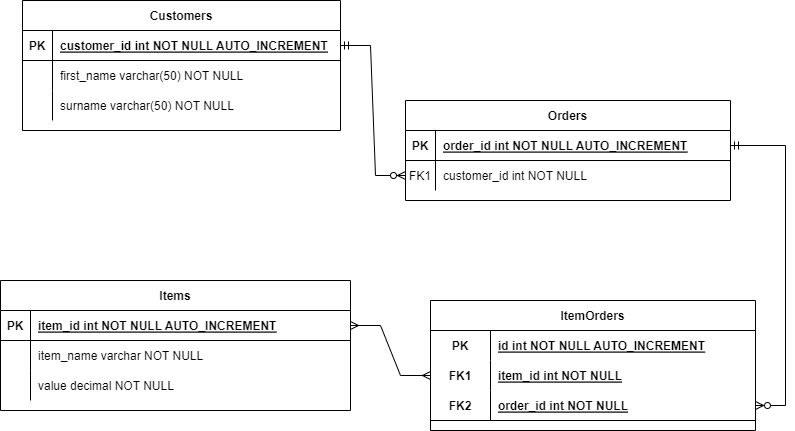 Customers
PK customer_id int NOT NULL AUTO_INCREMENT
first_name varchar(50) NOT NULL
surname varchar(50) NOT NULL
Orders
PK order_id int NOT NULL AUTO_INCREMENT
FK1 customer_id int NOT NULL
Items
PK item_id int NOT NULL AUTO_INCREMENT
item_name varchar NOT NULL
value decimal NOT NULL
ItemOrders
PK id int NOT NULL AUTO_INCREMENT
FK1 item_id int NOT NULL
FK2 order_id int NOT NULL